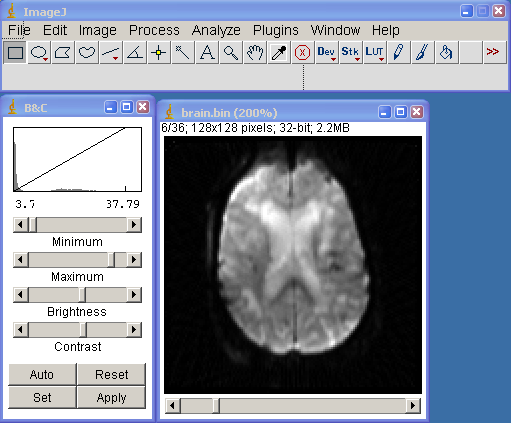 ImageJ
File Edit Image Process Analyze Plugins Window Help
Dev Stk LUT >>
B&C
3.7 37.79
Minimum
Maximum
Brightness
Contrast
Auto Reset
Set Apply
brain.bin (200%)
6/36; 128x128 pixels; 32-bit; 2.2MB